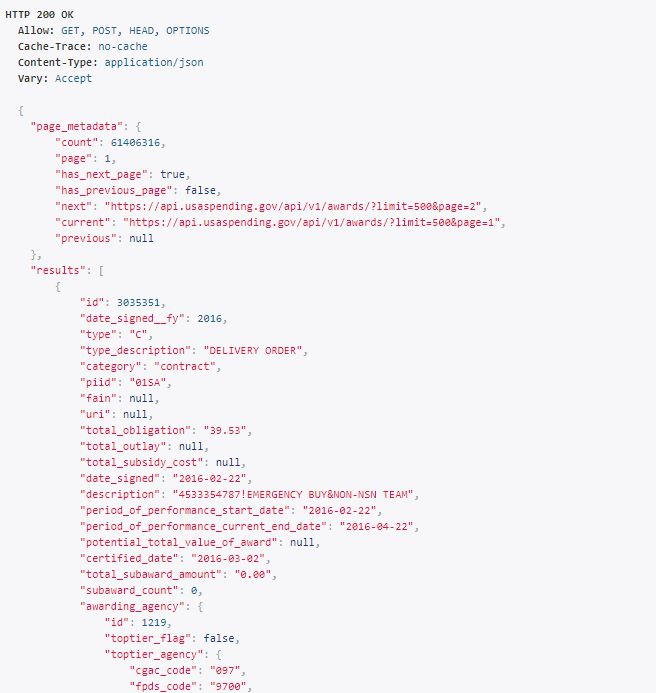 HTTP 200 OK
Allow: GET, POST, HEAD, OPTIONS
Cache-Trace: no-cache
Content-Type: application/json
Vary: Accept
{
"page_metadata": {
"count": 61406316,
"page": 1,
"has_next_page": true,
"has_previous_page": false,
"next": "https://api.usaspending.gov/api/v1/awards/?limit=500&page=2",
"current": "https://api.usaspending.gov/api/v1/awards/?limit=500&page=1",
"previous": null
},
"results": [
{
"id": 3035351,
"date_signed__fy": 2016,
"type": "C",
"type_description": "DELIVERY ORDER",
"category": "contract",
"piid": "01SA",
"fain": null,
"uri": null,
"total_obligation": "39.53",
"total_outlay": null,
"total_subsidy_cost": null,
"date_signed": "2016-02-22",
"description": "4533354787!EMERGENCY BUY&NON-NSN TEAM",
"period_of_performance_start_date": "2016-02-22",
"period_of_performance_current_end_date": "2016-04-22",
"potential_total_value_of_award": null,
"certified_date": "2016-03-02",
"total_subaward_amount": "0.00",
"subaward_count": 0,
"awarding_agency": {
"id": 1219,
"toptier_flag": false,
"toptier_agency": {
"cgac_code": "097",
"fpds_code": "9700",